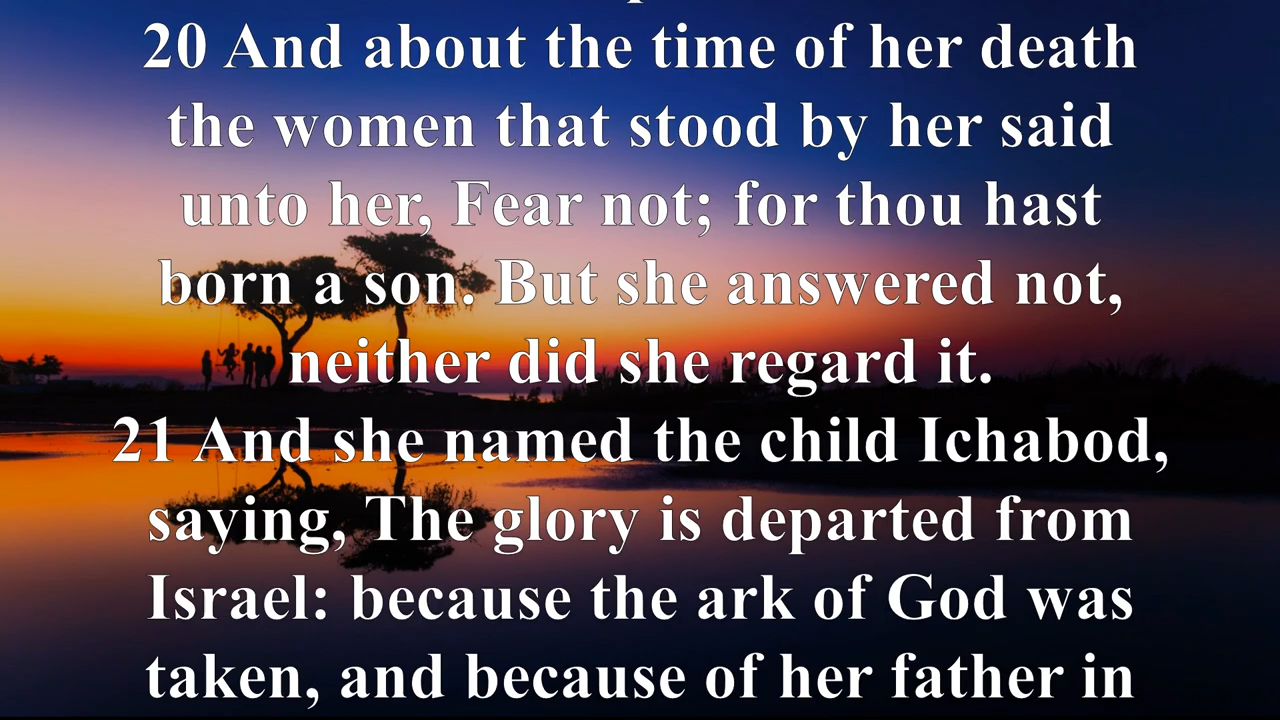 20 And about the time of her death
the women that stood by her said
unto her, Fear not; for thou hast
born a son. But she answered not,
neither did she regard it.
21 And she named the child Ichabod,
saying, The glory is departed from
Israel: because the ark of God was
taken, and because of her father in